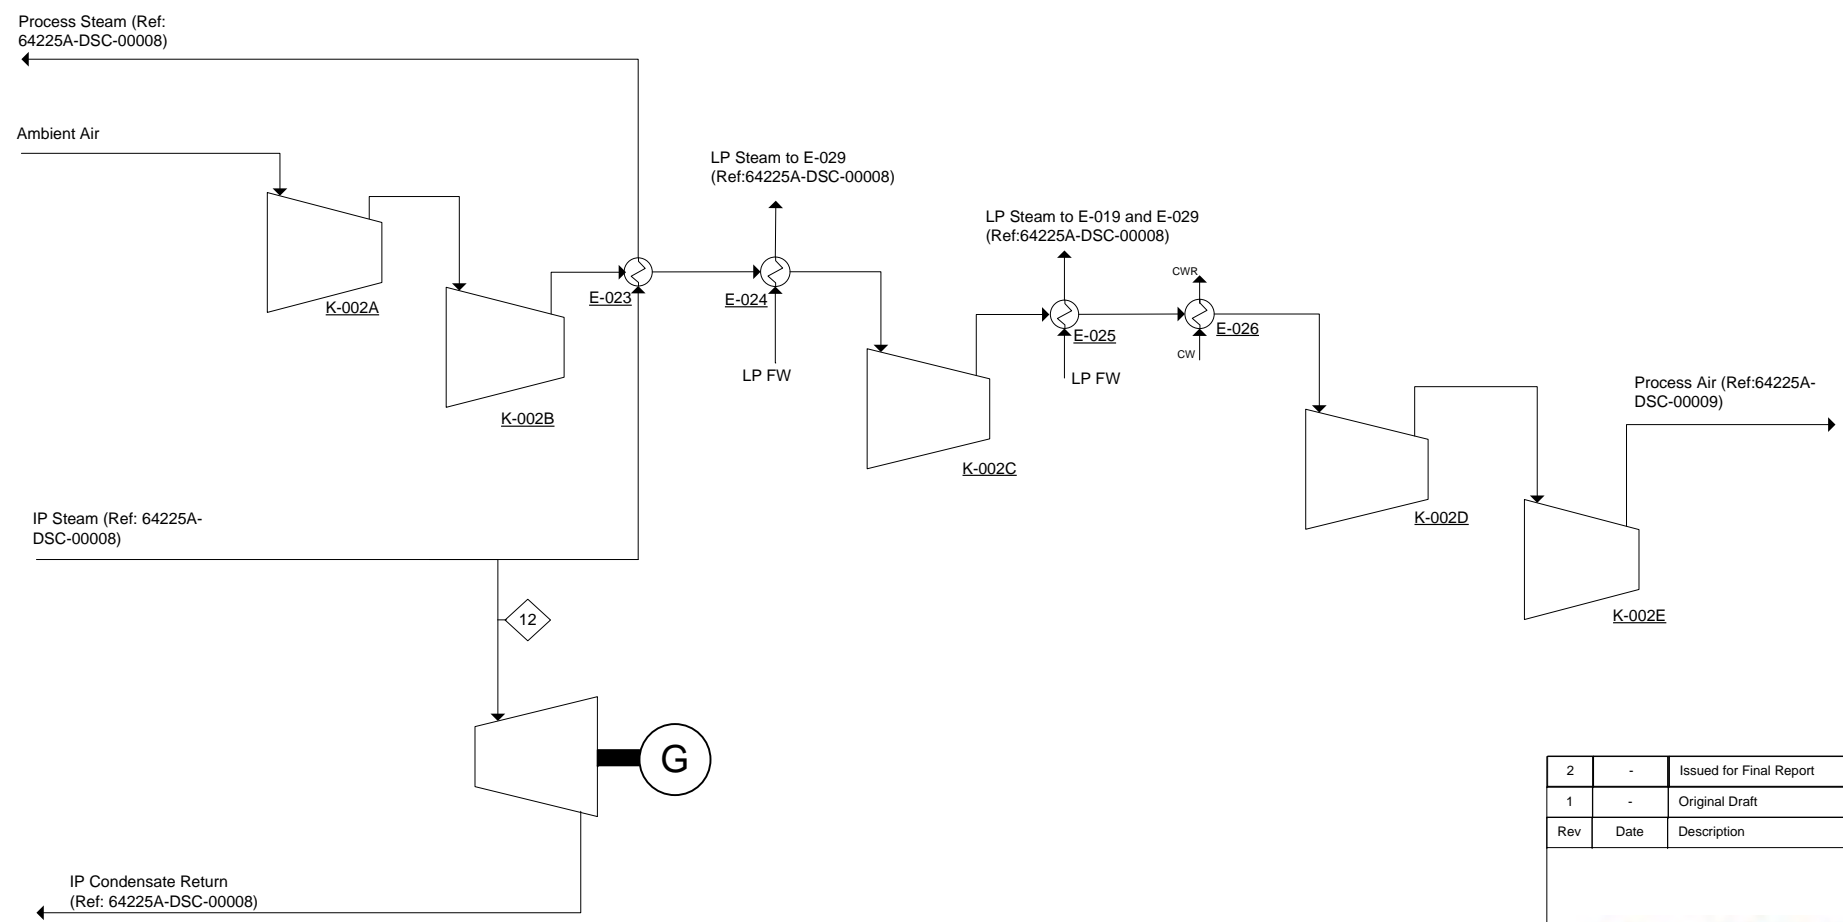 Process Steam (Ref:
64225A-DSC-00008)
Ambient Air
LP Steam to E-029
(Ref:64225A-DSC-00008)
LP Steam to E-019 and E-029
(Ref:64225A-DSC-00008)
CWR
K-002A
E-023
E-024
E-025
E-026
CW
LP FW
LP FW
K-002B
Process Air (Ref:64225A-
DSC-00009)
K-002C
IP Steam (Ref: 64225A-
DSC-00008)
K-002D
12
K-002E
G
2 - Issued for Final Report
1 - Original Draft
Rev Date Description
IP Condensate Return
(Ref: 64225A-DSC-00008)